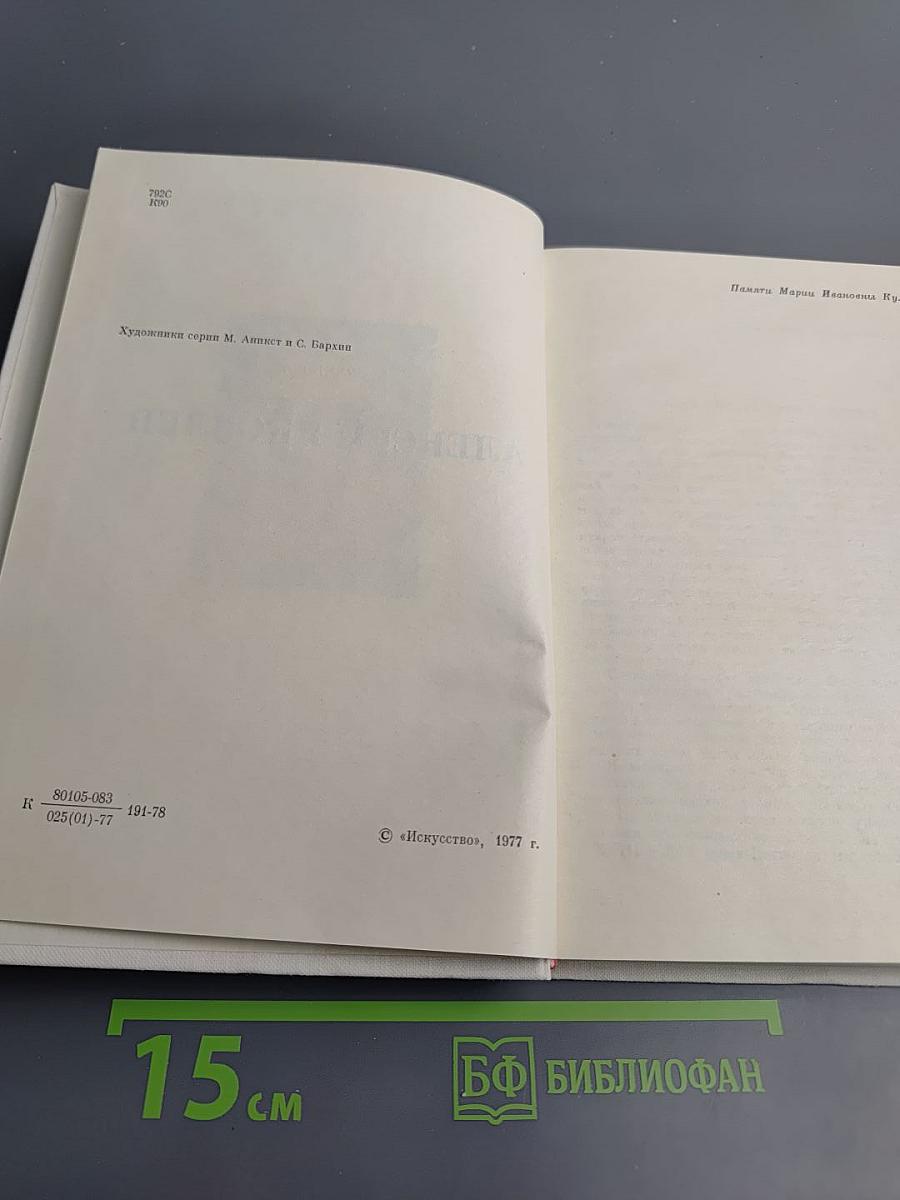 792С
К90
Художники серии М. Аникст и С. Бархин
К 80105-083
025(01)-77 191-78
© «Искусство», 1977 г.
Памяти Марии Ивановны
15 см
БФ БИБЛИОФАН